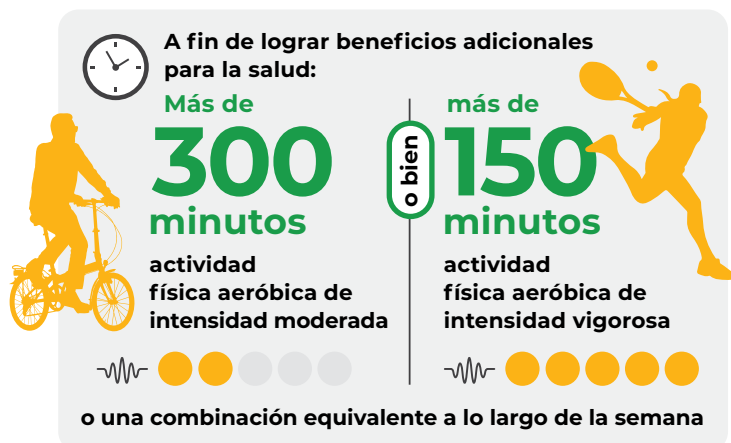 A fin de lograr beneficios adicionales
para la salud:
Más de
300
minutos
actividad
física aeróbica de
intensidad moderada
o bien
más de
150
minutos
actividad
física aeróbica de
intensidad vigorosa
o una combinación equivalente a lo largo de la semana